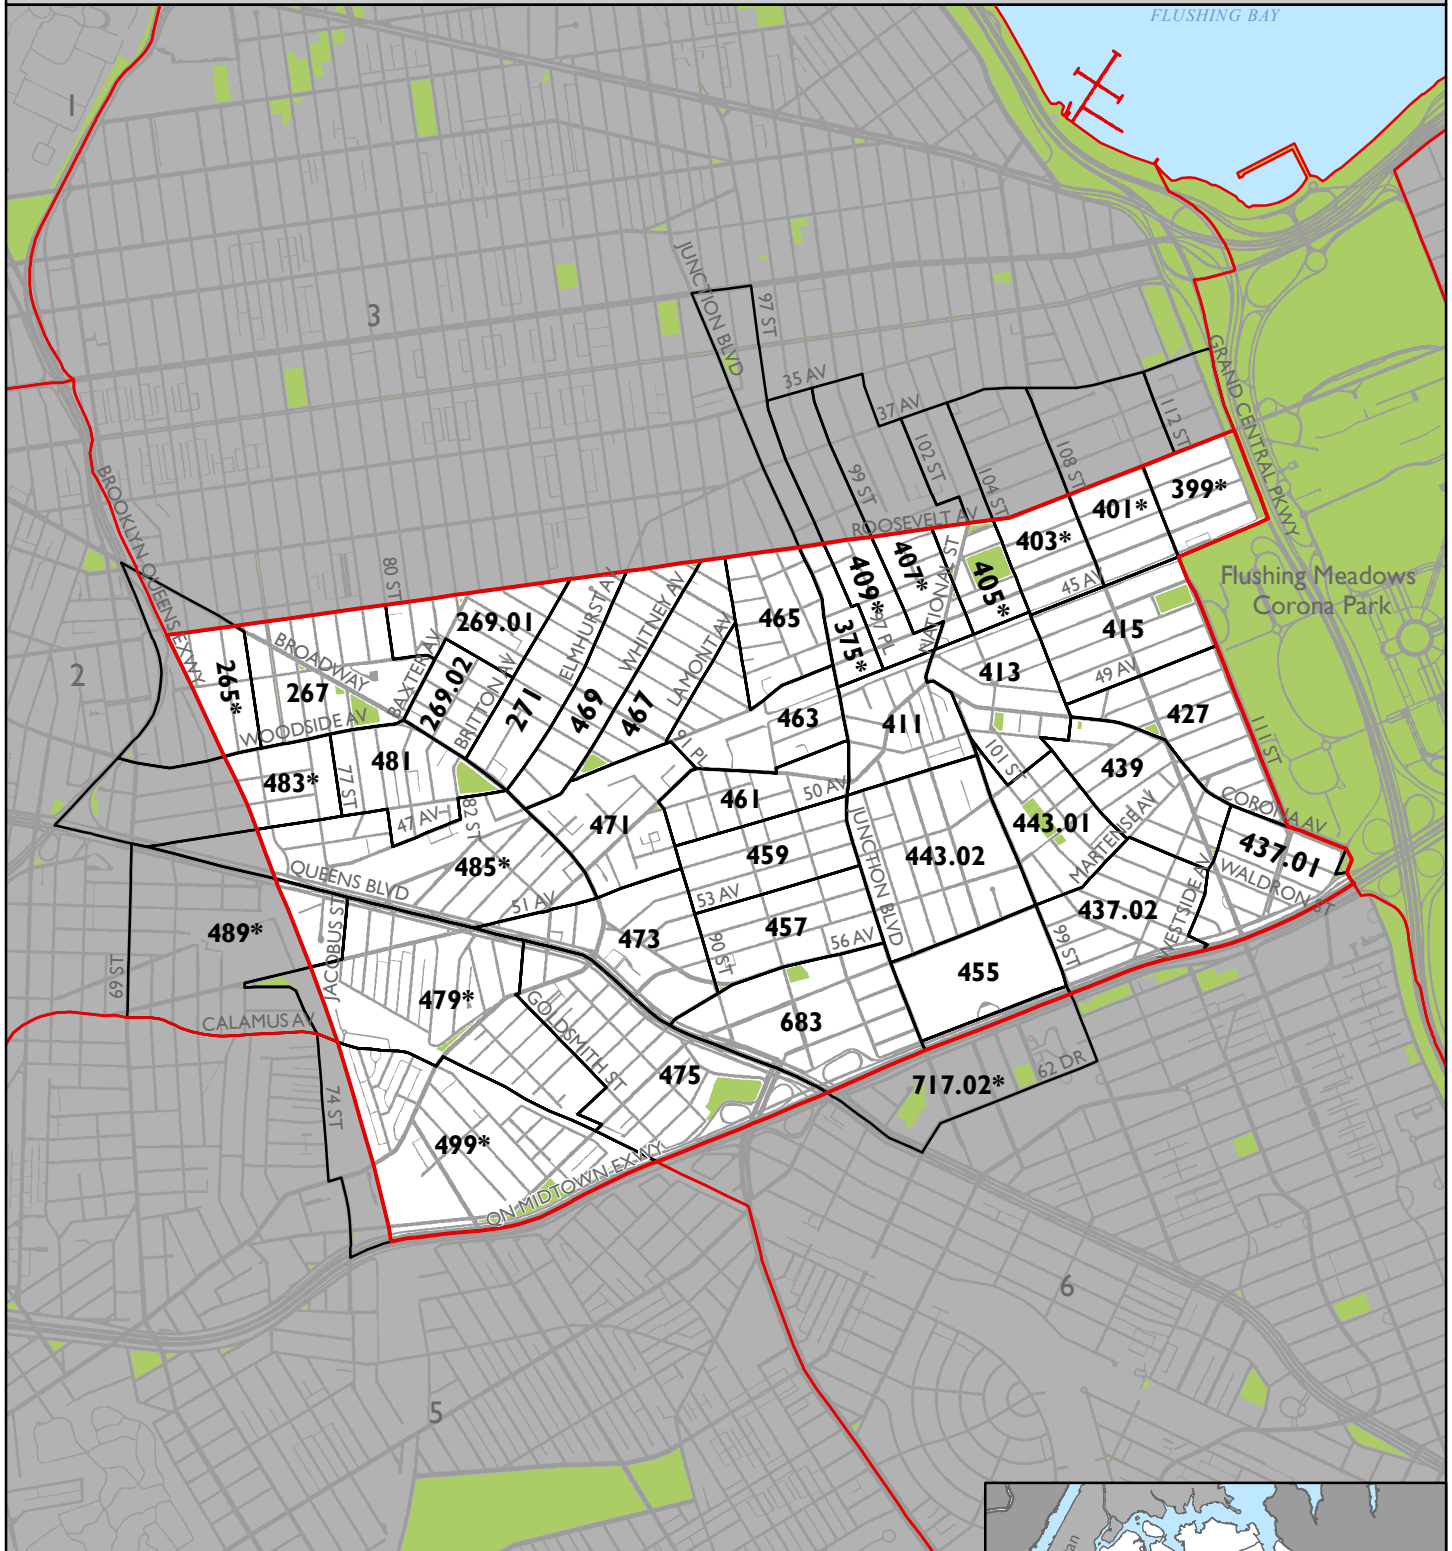 FLUSHING BAY
1
JUNCTION BLVD
97 ST
3
GRAND CENTRAL PKWY
35 AV
37 AV
112 ST
102 ST
108 ST
99 ST
104 ST
BROOKLYN QUEENS EXWY
399*
401*
ROOSEVELT AV
403*
80 ST
407*
NATIONAL ST
409*
405*
45 AV
Flushing Meadows
Corona Park
ELMHURST AV
WHITNEY AV
269.01
465
97 PL
375*
415
2
265*
BROADWAY
267
BAXTER AV
269.02
BRITTON AV
LAMONT AV
413
49 AV
WOODSIDE AV
271
469
467
463
411
427
111 ST
91 PL
101 ST
483*
77 ST
481
439
461
50 AV
CORONA AV
47 AV
82 ST
471
JUNCTION BLVD
443.01
MARTENSE AV
459
443.02
437.01
QUEENS BLVD
485*
WALDRON ST
51 AV
53 AV
437.02
489*
JACOBUS ST
473
457
56 AV
WESTSIDE AV
90 ST
99 ST
69 ST
455
479*
GOLDSMITH ST
CALAMUS AV
683
475
62 DR
717.02*
74 ST
499*
QN MIDTOWN EXWY
6
5